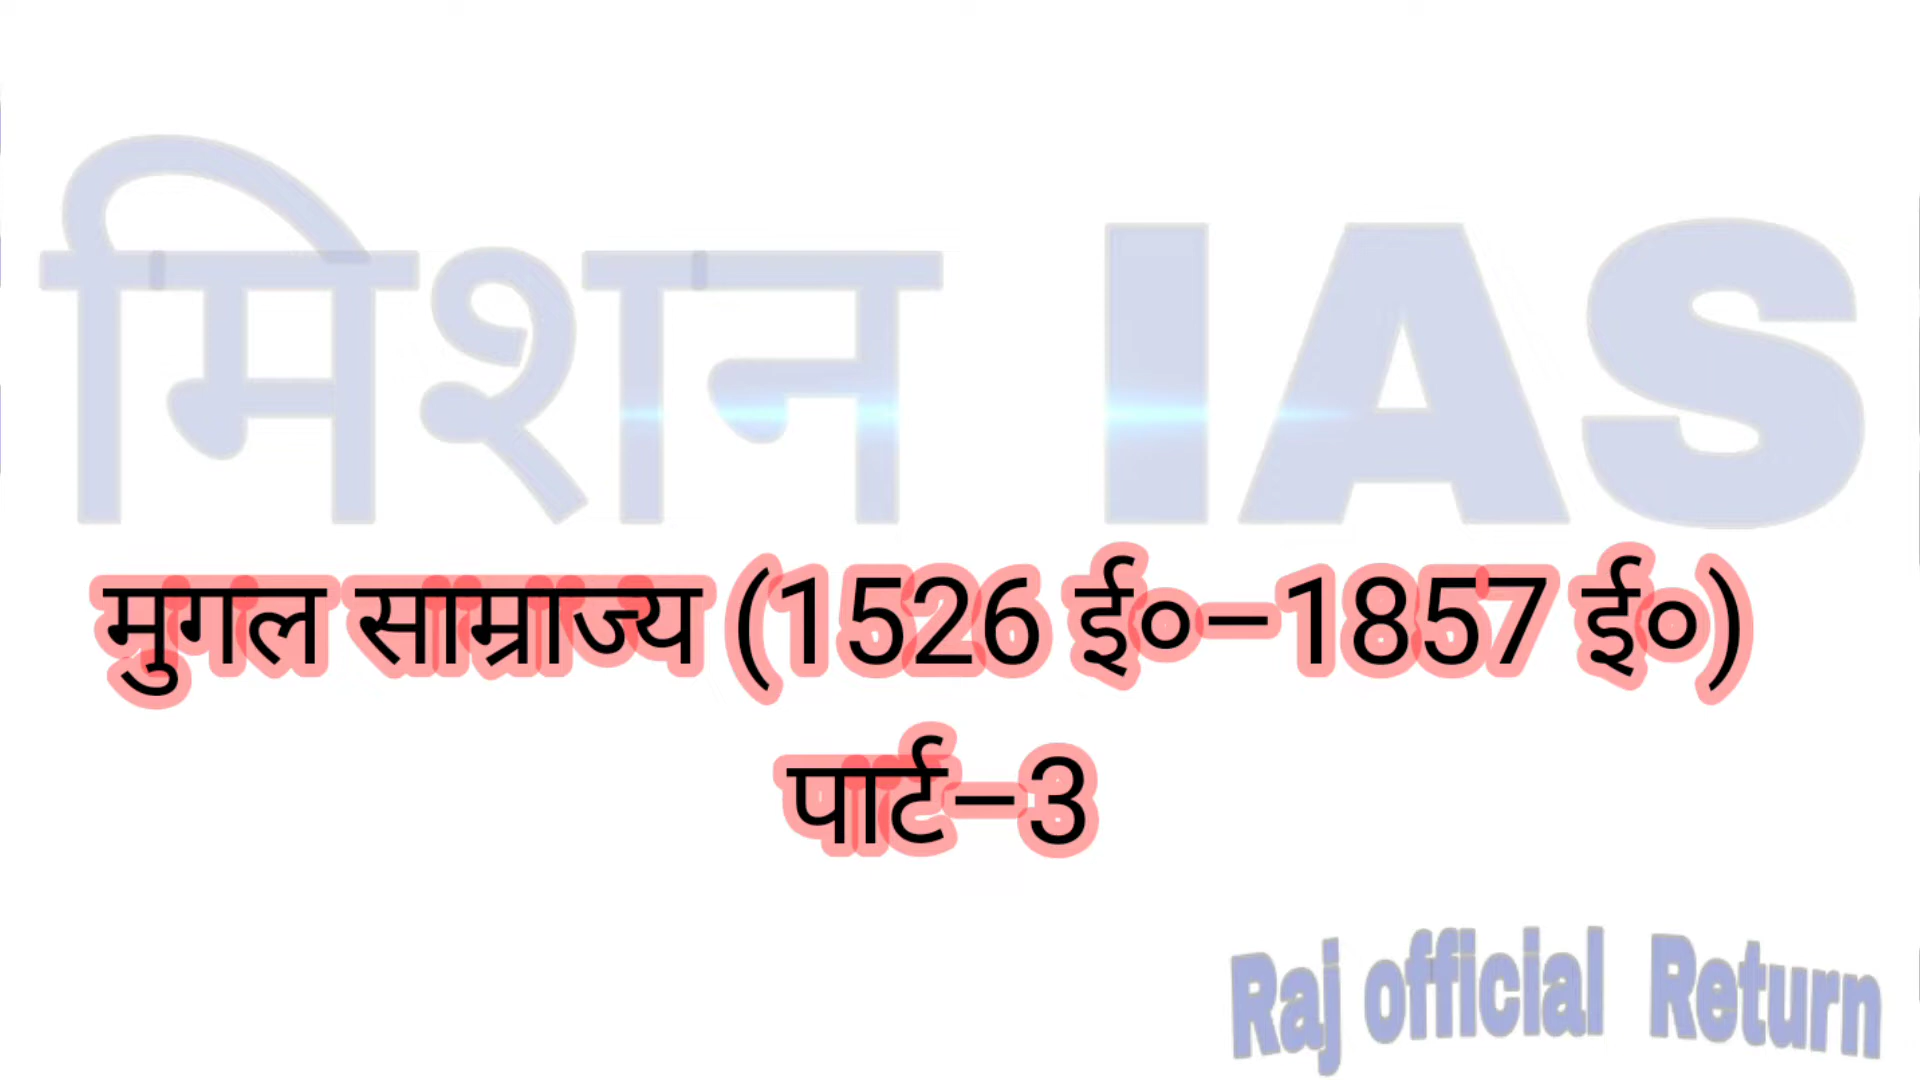 मिशन IAS
मुगल साम्राज्य (1526 ई०–1857 ई०)
पार्ट–3
Raj official Return